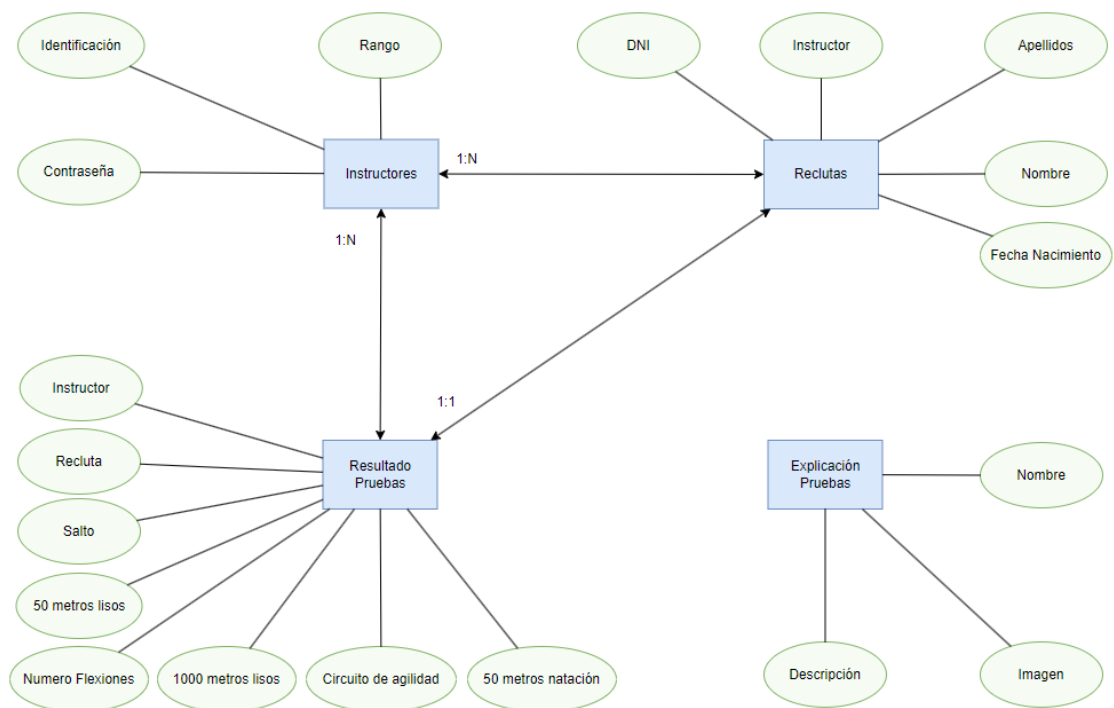 Identificación
Rango
DNI
Instructor
Apellidos
Contraseña
Instructores
1:N
Reclutas
Nombre
1:N
Fecha Nacimiento
Instructor
1:1
Recluta
Resultado
Pruebas
Explicación
Pruebas
Nombre
Salto
50 metros lisos
Numero Flexiones
1000 metros lisos
Circuito de agilidad
50 metros natación
Descripción
Imagen